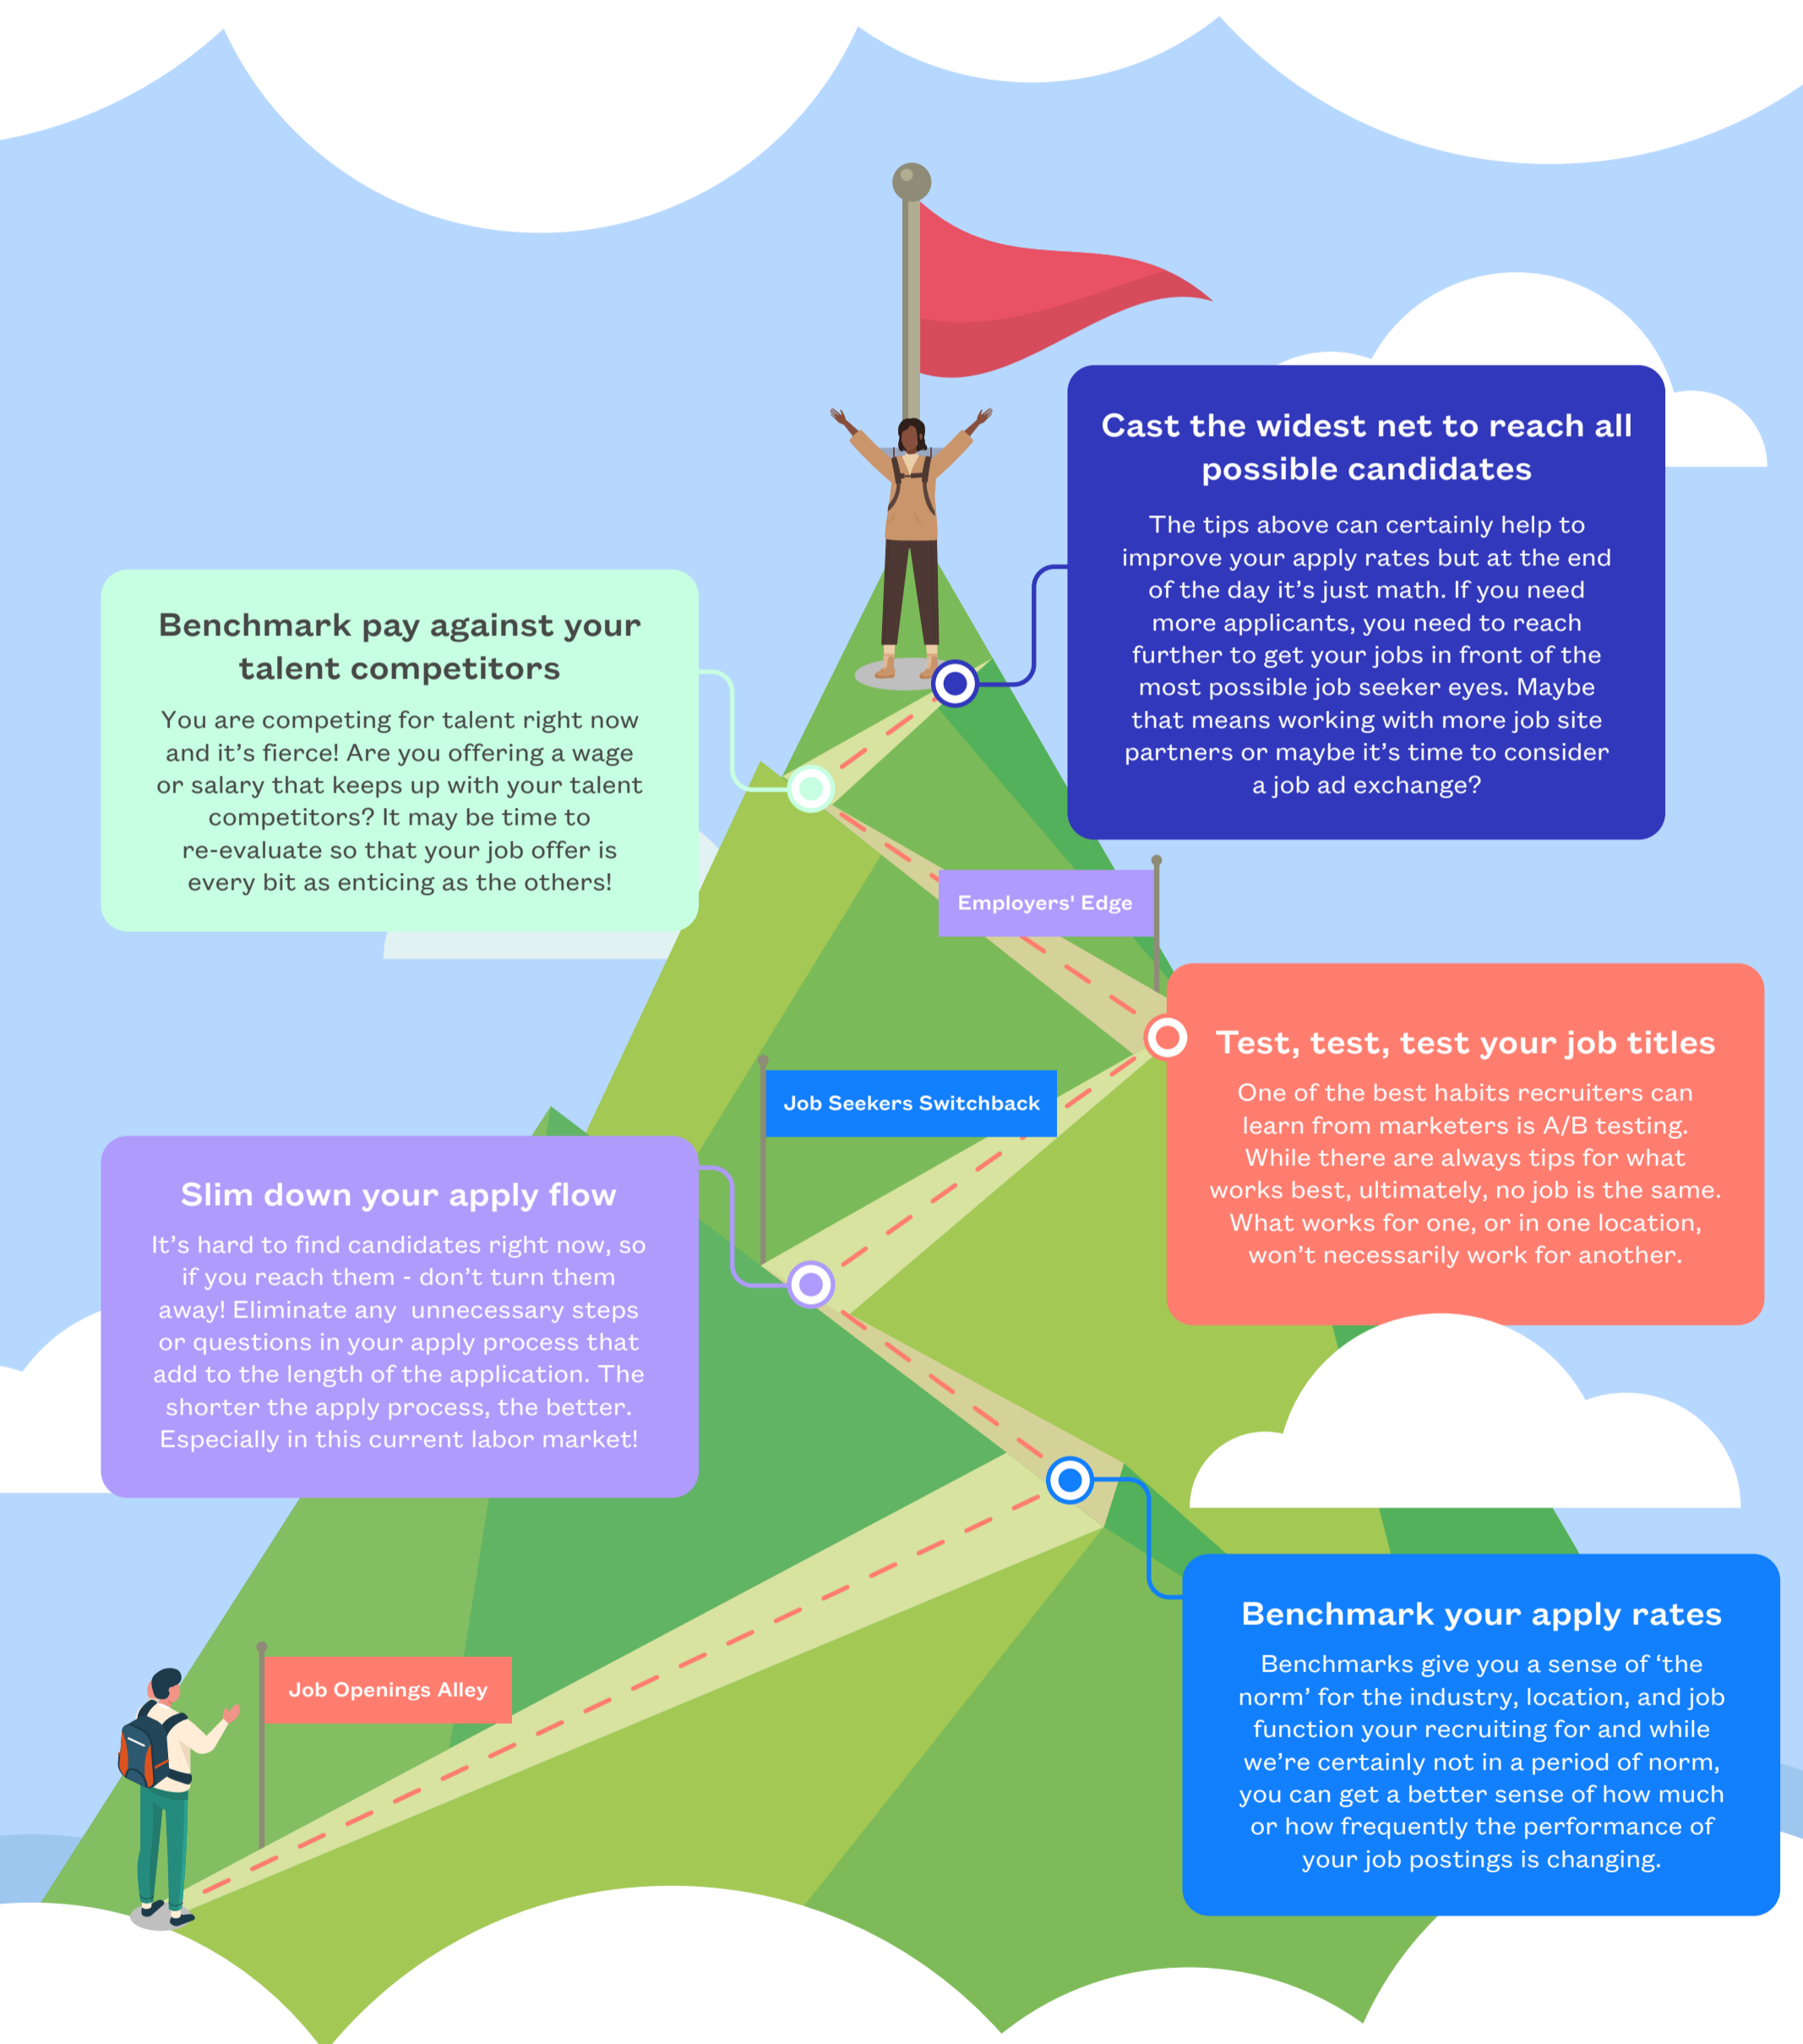 Cast the widest net to reach all
possible candidates
The tips above can certainly help to
improve your apply rates but at the end
of the day it’s just math. If you need
more applicants, you need to reach
further to get your jobs in front of the
most possible job seeker eyes. Maybe
that means working with more job site
partners or maybe it’s time to consider
a job ad exchange?
Benchmark pay against your
talent competitors
You are competing for talent right now
and it’s fierce! Are you offering a wage
or salary that keeps up with your talent
competitors? It may be time to
re-evaluate so that your job offer is
every bit as enticing as the others!
Employers' Edge
Test, test, test your job titles
One of the best habits recruiters can
learn from marketers is A/B testing.
While there are always tips for what
works best, ultimately, no job is the same.
What works for one, or in one location,
won’t necessarily work for another.
Job Seekers Switchback
Slim down your apply flow
It’s hard to find candidates right now, so
if you reach them - don’t turn them
away! Eliminate any  unnecessary steps
or questions in your apply process that
add to the length of the application. The
shorter the apply process, the better.
Especially in this current labor market!
Benchmark your apply rates
Benchmarks give you a sense of ‘the
norm’ for the industry, location, and job
function your recruiting for and while
we’re certainly not in a period of norm,
you can get a better sense of how much
or how frequently the performance of
your job postings is changing.
Job Openings Alley